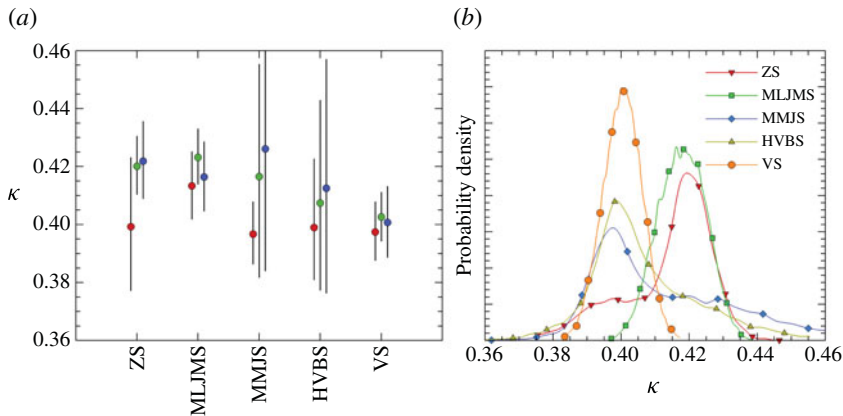 (a)
0.46
0.44
0.42
κ
0.40
0.38
0.36
ZS
MLJMS
MMJS
HVBS
VS
(b)
Probability density
ZS
MLJMS
MMJS
HVBS
VS
0.36
0.38
0.40
0.42
0.44
0.46
κ